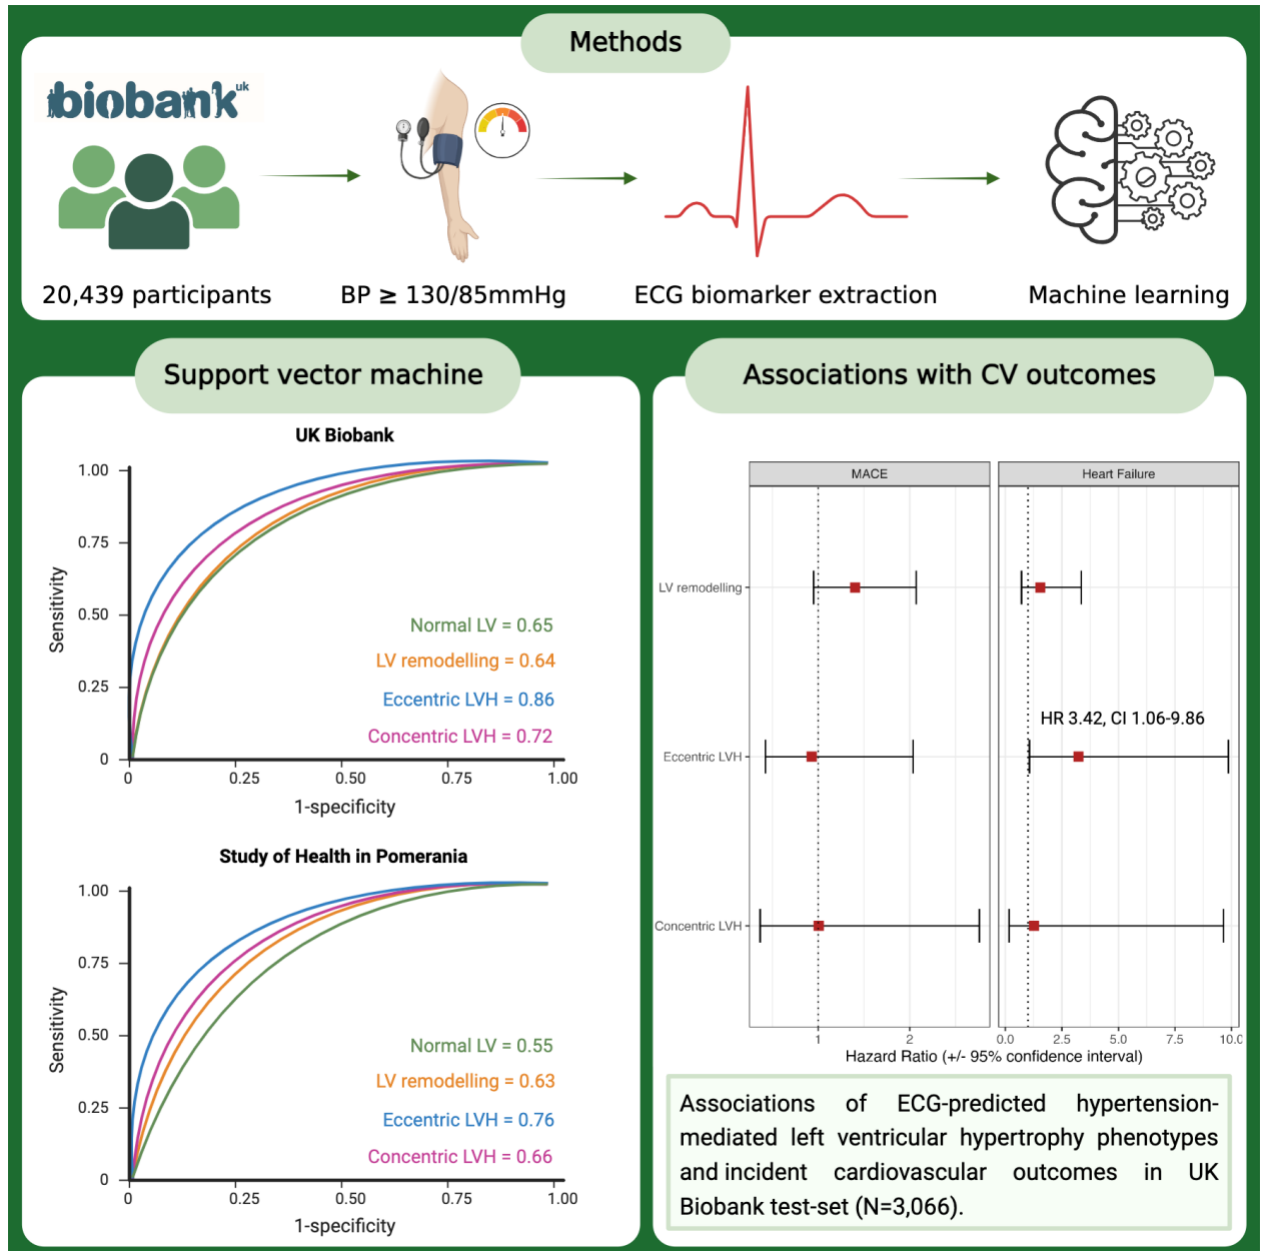 Methods
biobank uk
20,439 participants
BP ≥ 130/85mmHg
ECG biomarker extraction
Machine learning
Support vector machine
UK Biobank
1.00
0.75
0.50
0.25
0
Sensitivity
Normal LV = 0.65
LV remodelling = 0.64
Eccentric LVH = 0.86
Concentric LVH = 0.72
0 0.25 0.50 0.75 1.00
1-specificity
Study of Health in Pomerania
1.00
0.75
0.50
0.25
0
Sensitivity
Normal LV = 0.55
LV remodelling = 0.63
Eccentric LVH = 0.76
Concentric LVH = 0.66
0 0.25 0.50 0.75 1.00
1-specificity
Associations with CV outcomes
MACE Heart Failure
LV remodelling
HR 3.42, CI 1.06-9.86
Eccentric LVH
Concentric LVH
1 2 0.0 2.5 5.0 7.5 10.0
Hazard Ratio (+/- 95% confidence interval)
Associations of ECG-predicted hypertension-
mediated left ventricular hypertrophy phenotypes
and incident cardiovascular outcomes in UK
Biobank test-set (N=3,066).